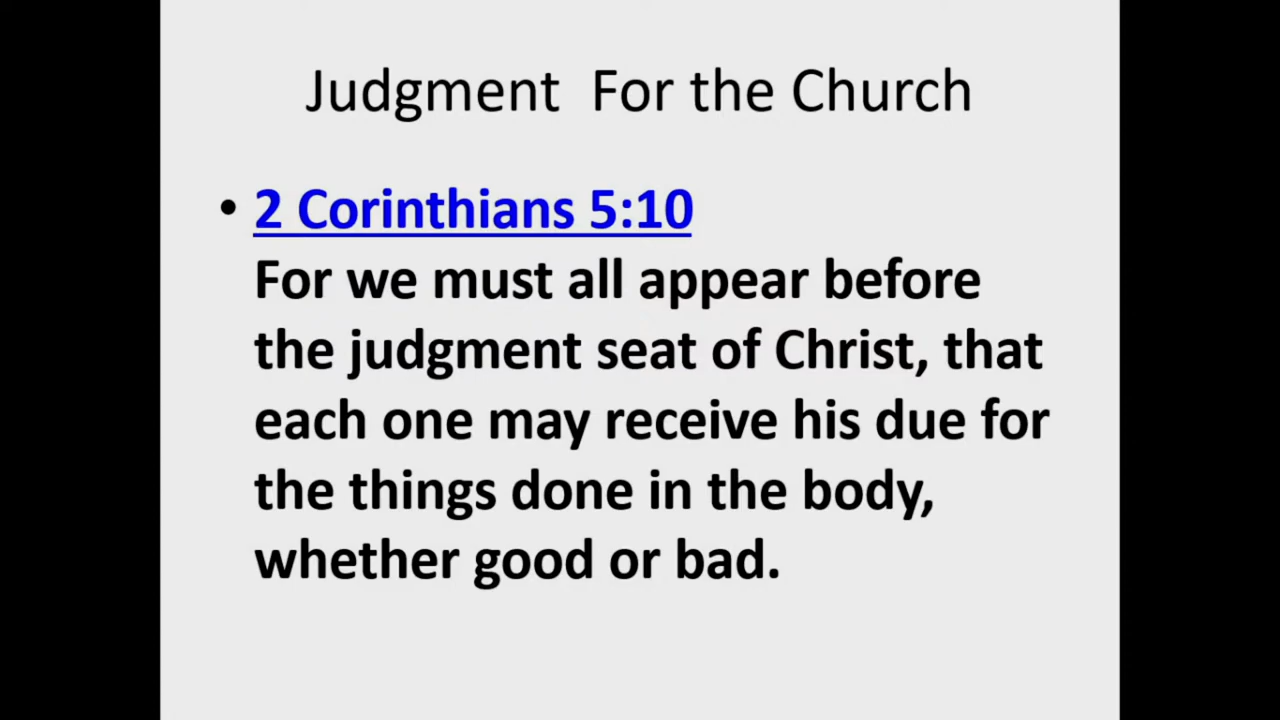 Judgment  For the Church
• 2 Corinthians 5:10
For we must all appear before
the judgment seat of Christ, that
each one may receive his due for
the things done in the body,
whether good or bad.